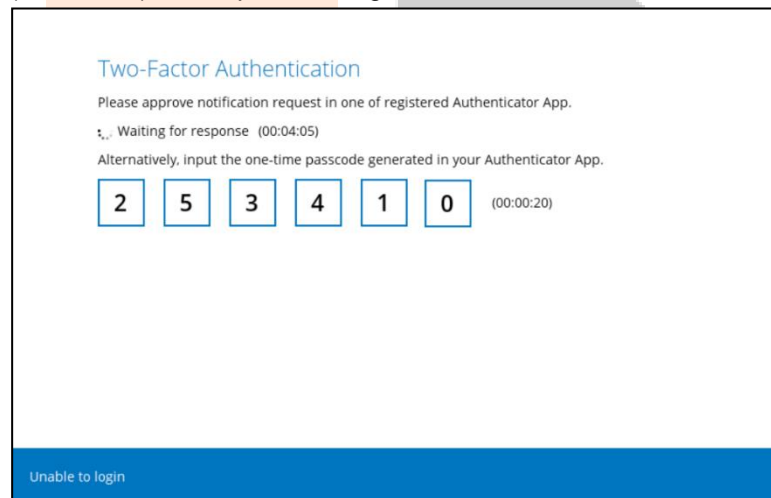 Two-Factor Authentication
Please approve notification request in one of registered Authenticator App.
Waiting for response (00:04:05)
Alternatively, input the one-time passcode generated in your Authenticator App.
2 5 3 4 1 0 (00:00:20)
Unable to login